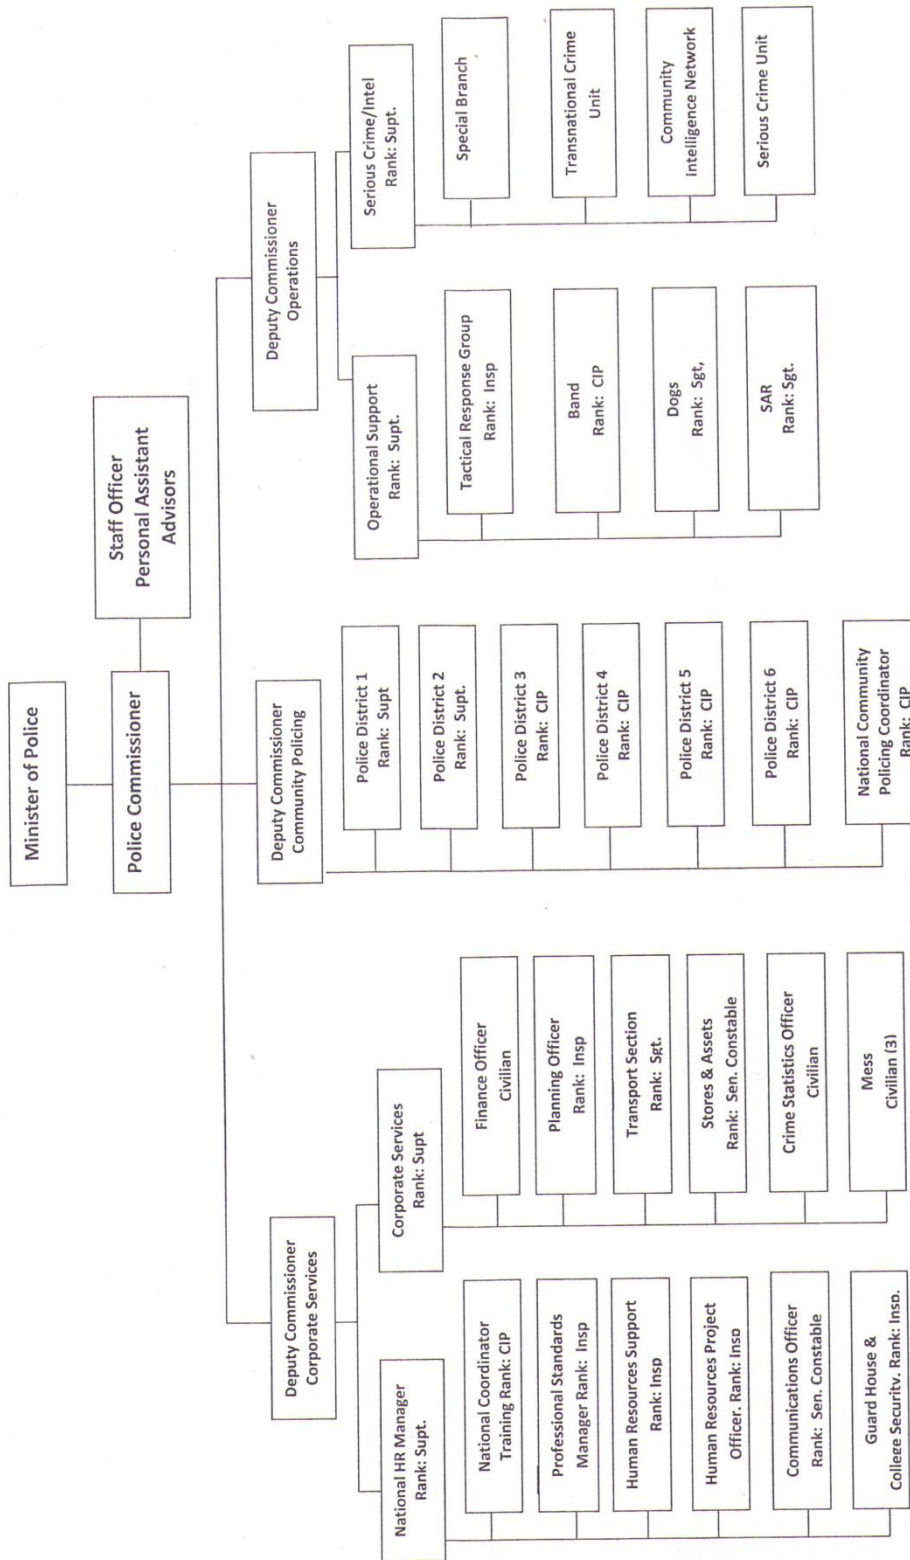 Minister of Police
Police Commissioner
Staff Officer
Personal Assistant
Advisors
Deputy Commissioner
Corporate Services
National HR Manager
Rank: Supt.
National Coordinator
Training Rank: CIP
Professional Standards
Manager Rank: Insp
Human Resources Support
Rank: Insp
Human Resources Project
Officer. Rank: Insp
Communications Officer
Rank: Sen. Constable
Guard House &
College Security. Rank: Insp.
Corporate Services
Rank: Supt
Finance Officer
Civilian
Planning Officer
Rank: Insp
Transport Section
Rank: Sgt.
Stores & Assets
Rank: Sen. Constable
Crime Statistics Officer
Civilian
Mess
Civilian (3)
Deputy Commissioner
Community Policing
Police District 1
Rank: Supt
Police District 2
Rank: Supt.
Police District 3
Rank: CIP
Police District 4
Rank: CIP
Police District 5
Rank: CIP
Police District 6
Rank: CIP
National Community
Policing Coordinator
Rank: CIP
Deputy Commissioner
Operations
Operational Support
Rank: Supt.
Tactical Response Group
Rank: Insp
Band
Rank: CIP
Dogs
Rank: Sgt,
SAR
Rank: Sgt.
Serious Crime/Intel
Rank: Supt.
Special Branch
Transnational Crime
Unit
Community
Intelligence Network
Serious Crime Unit